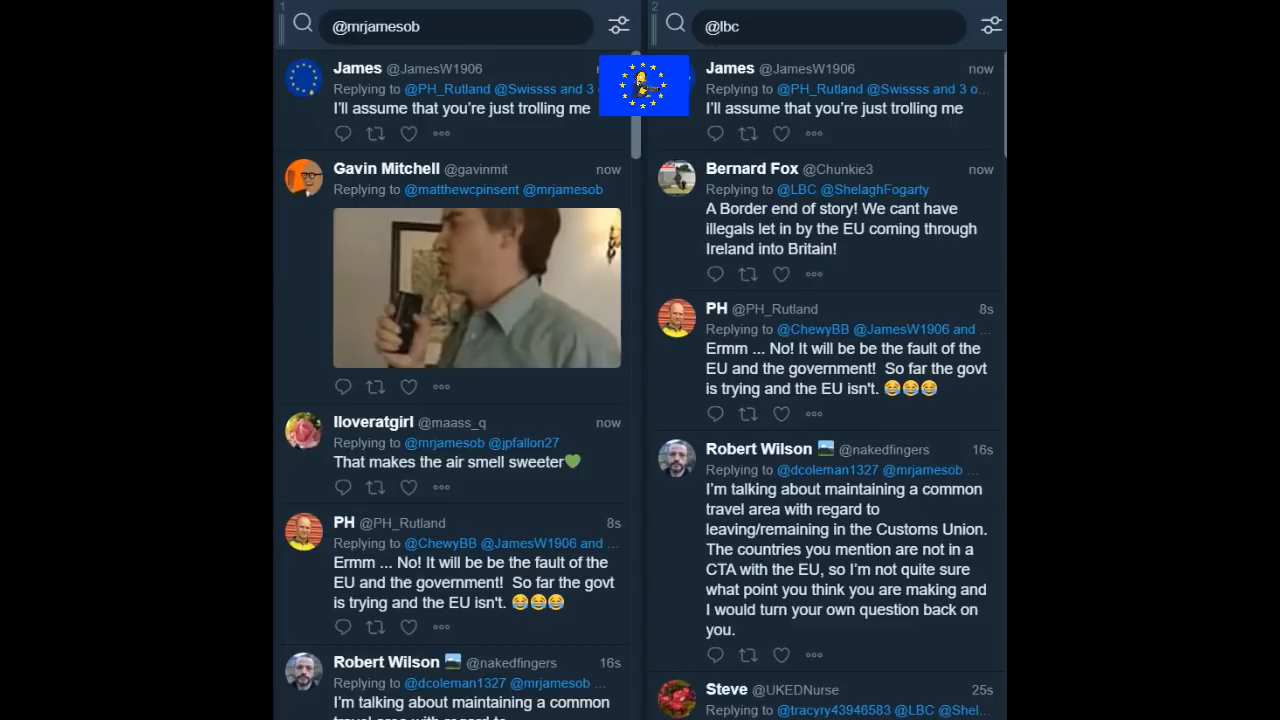 1
@mrjamesob
James @JamesW1906
Replying to @PH_Rutland @Swissss and 3
I'll assume that you're just trolling me
Gavin Mitchell @gavinmit now
Replying to @matthewcpinsent @mrjamesob
Iloveratgirl @maass_q now
Replying to @mrjamesob @jpfallon27
That makes the air smell sweeter💚
PH @PH_Rutland 8s
Replying to @ChewyBB @JamesW1906 and ...
Ermm ... No! It will be be the fault of the
EU and the government! So far the govt
is trying and the EU isn't. 😂😂😂
Robert Wilson @nakedfingers 16s
Replying to @dcoleman1327 @mrjamesob ...
I'm talking about maintaining a common
travel area with regard to
2
@lbc
James @JamesW1906 now
Replying to @PH_Rutland @Swissss and 3 o...
I'll assume that you're just trolling me
Bernard Fox @Chunkie3 now
Replying to @LBC @ShelaghFogarty
A Border end of story! We cant have
illegals let in by the EU coming through
Ireland into Britain!
PH @PH_Rutland 8s
Replying to @ChewyBB @JamesW1906 and ...
Ermm ... No! It will be be the fault of the
EU and the government! So far the govt
is trying and the EU isn't. 😂😂😂
Robert Wilson @nakedfingers 16s
Replying to @dcoleman1327 @mrjamesob ...
I'm talking about maintaining a common
travel area with regard to
leaving/remaining in the Customs Union.
The countries you mention are not in a
CTA with the EU, so I'm not quite sure
what point you think you are making and
I would turn your own question back on
you.
Steve @UKEDNurse 25s
Replying to @tracyry43946583 @LBC @Shel...